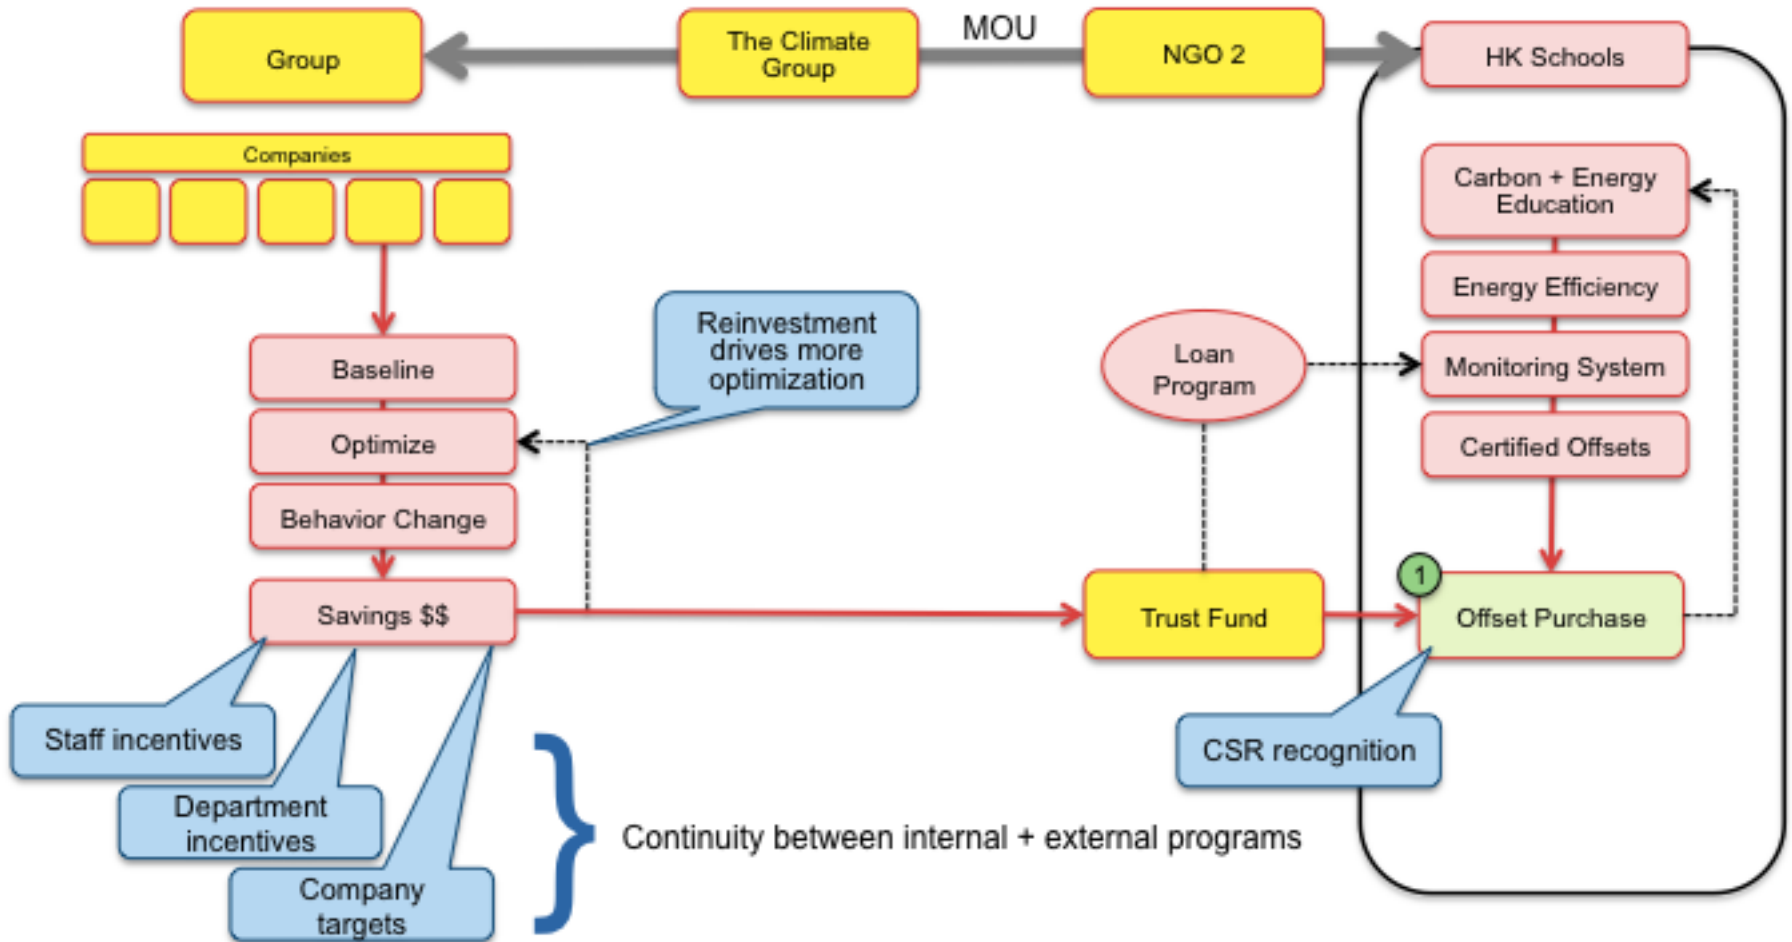 Group
The Climate
Group
MOU
NGO 2
HK Schools
Companies
Carbon + Energy
Education
Energy Efficiency
Reinvestment
drives more
optimization
Loan
Program
Monitoring System
Baseline
Optimize
Certified Offsets
Behavior Change
1
Savings $$
Trust Fund
Offset Purchase
Staff incentives
CSR recognition
Department
incentives
Continuity between internal + external programs
Company
targets